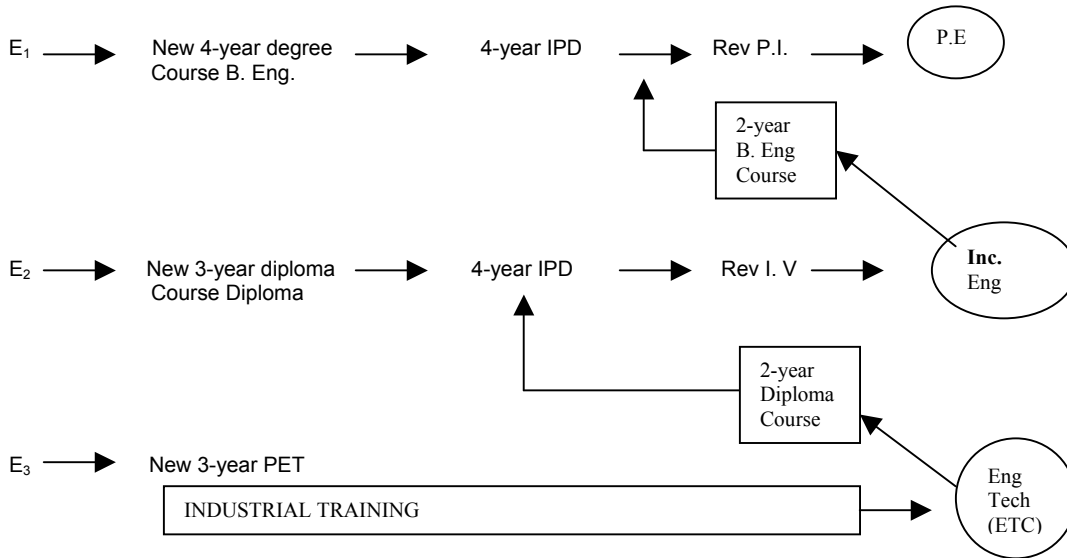 E₁
New 4-year degree
Course B. Eng.
4-year IPD
Rev P.I.
P.E
2-year
B. Eng
Course
E₂
New 3-year diploma
Course Diploma
4-year IPD
Rev I. V
Inc.
Eng
2-year
Diploma
Course
E₃
New 3-year PET
INDUSTRIAL TRAINING
Eng
Tech
(ETC)